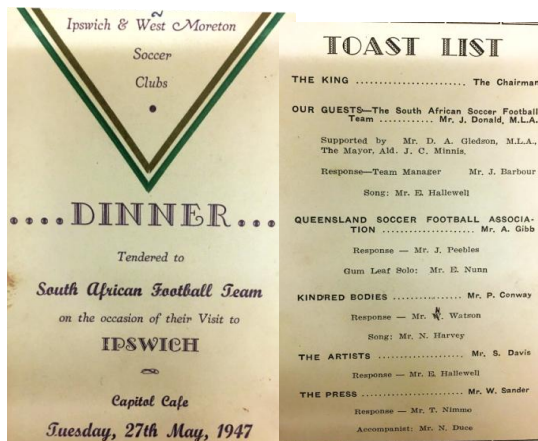 Ipswich & West Moreton
Soccer
Clubs
DINNER
Tendered to
South African Football Team
on the occasion of their Visit to
IPSWICH
Capitol Cafe
Tuesday, 27th May, 1947
TOAST LIST
THE KING ........................ The Chairman
OUR GUESTS—The South African Soccer Football
Team ............ Mr. J. Donald, M.L.A.
Supported by Mr. D. A. Gledson, M.L.A.,
The Mayor, Ald. J. C. Minnis.
Response—Team Manager Mr. J. Barbour
Song: Mr. E. Hallewell
QUEENSLAND SOCCER FOOTBALL ASSOCIA-
TION ...................... Mr. A. Gibb
Response — Mr. J. Peebles
Gum Leaf Solo: Mr. E. Nunn
KINDRED BODIES ................ Mr. P. Conway
Response — Mr. Watson
Song: Mr. N. Harvey
THE ARTISTS .................... Mr. S. Davis
Response — Mr. E. Hallewell
THE PRESS ...................... Mr. W. Sander
Response — Mr. T. Nimmo
Accompanist: Mr. N. Duce